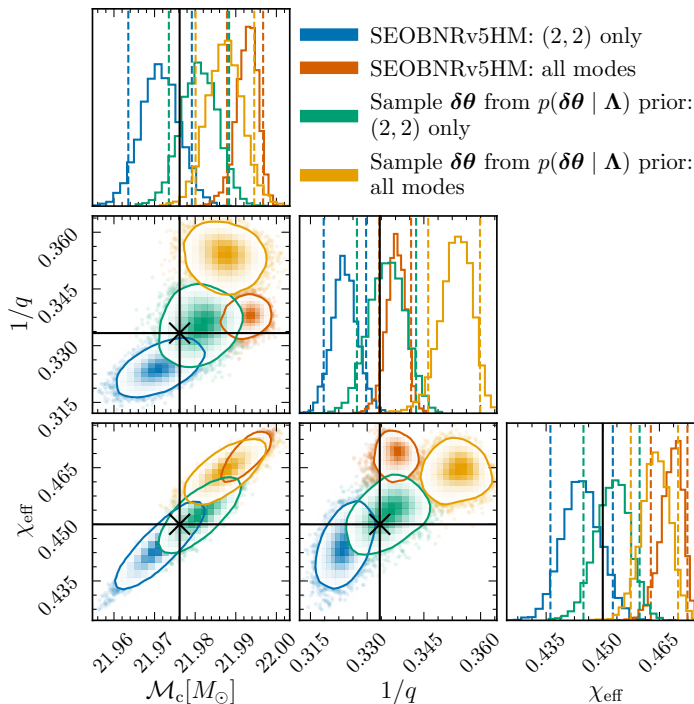 SEOBNRv5HM: (2, 2) only
SEOBNRv5HM: all modes
Sample δθ from p(δθ | Λ) prior:
(2, 2) only
Sample δθ from p(δθ | Λ) prior:
all modes
0.360
0.345
0.330
0.315
1/q
0.465
0.450
0.435
χeff
21.96
21.97
21.98
21.99
22.00
ℳc[M⊙]
0.315
0.330
0.345
0.360
1/q
0.435
0.450
0.465
χeff